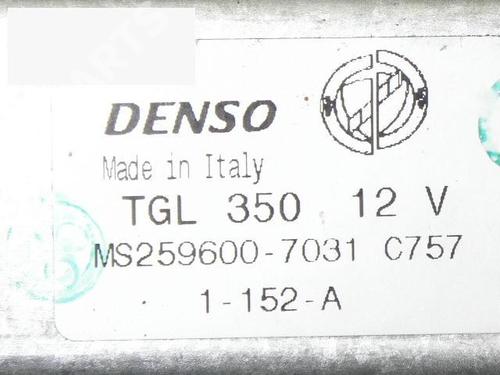 DENSO
Made in Italy
TGL 350 12 V
MS259600-7031 C757
1-152-A